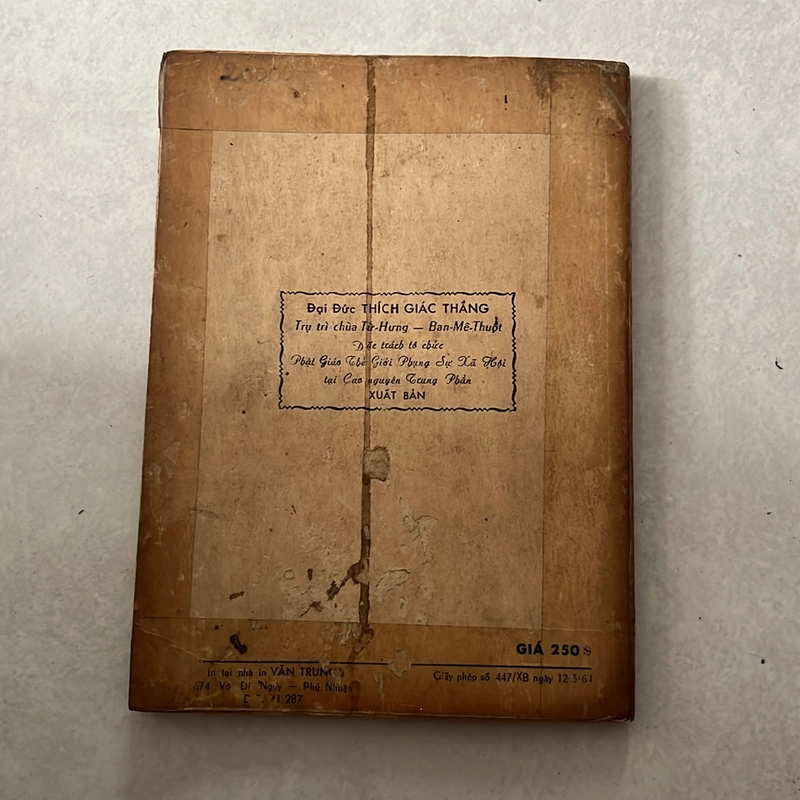 Đại Đức THÍCH GIÁC THẮNG
Trụ trì chùa Từ-Hưng — Ban-Mê-Thuột
Đặc trách tổ chức
Phật Giáo Thế Giới Phụng Sự Xã Hội
tại Cao nguyên Trung Phần
XUẤT BẢN
GIÁ 250$
In tại nhà in VĂN TRUNG
674 Võ Di Nguy — Phú Nhuận
287
Giấy phép số 447/XB ngày 12-3-64